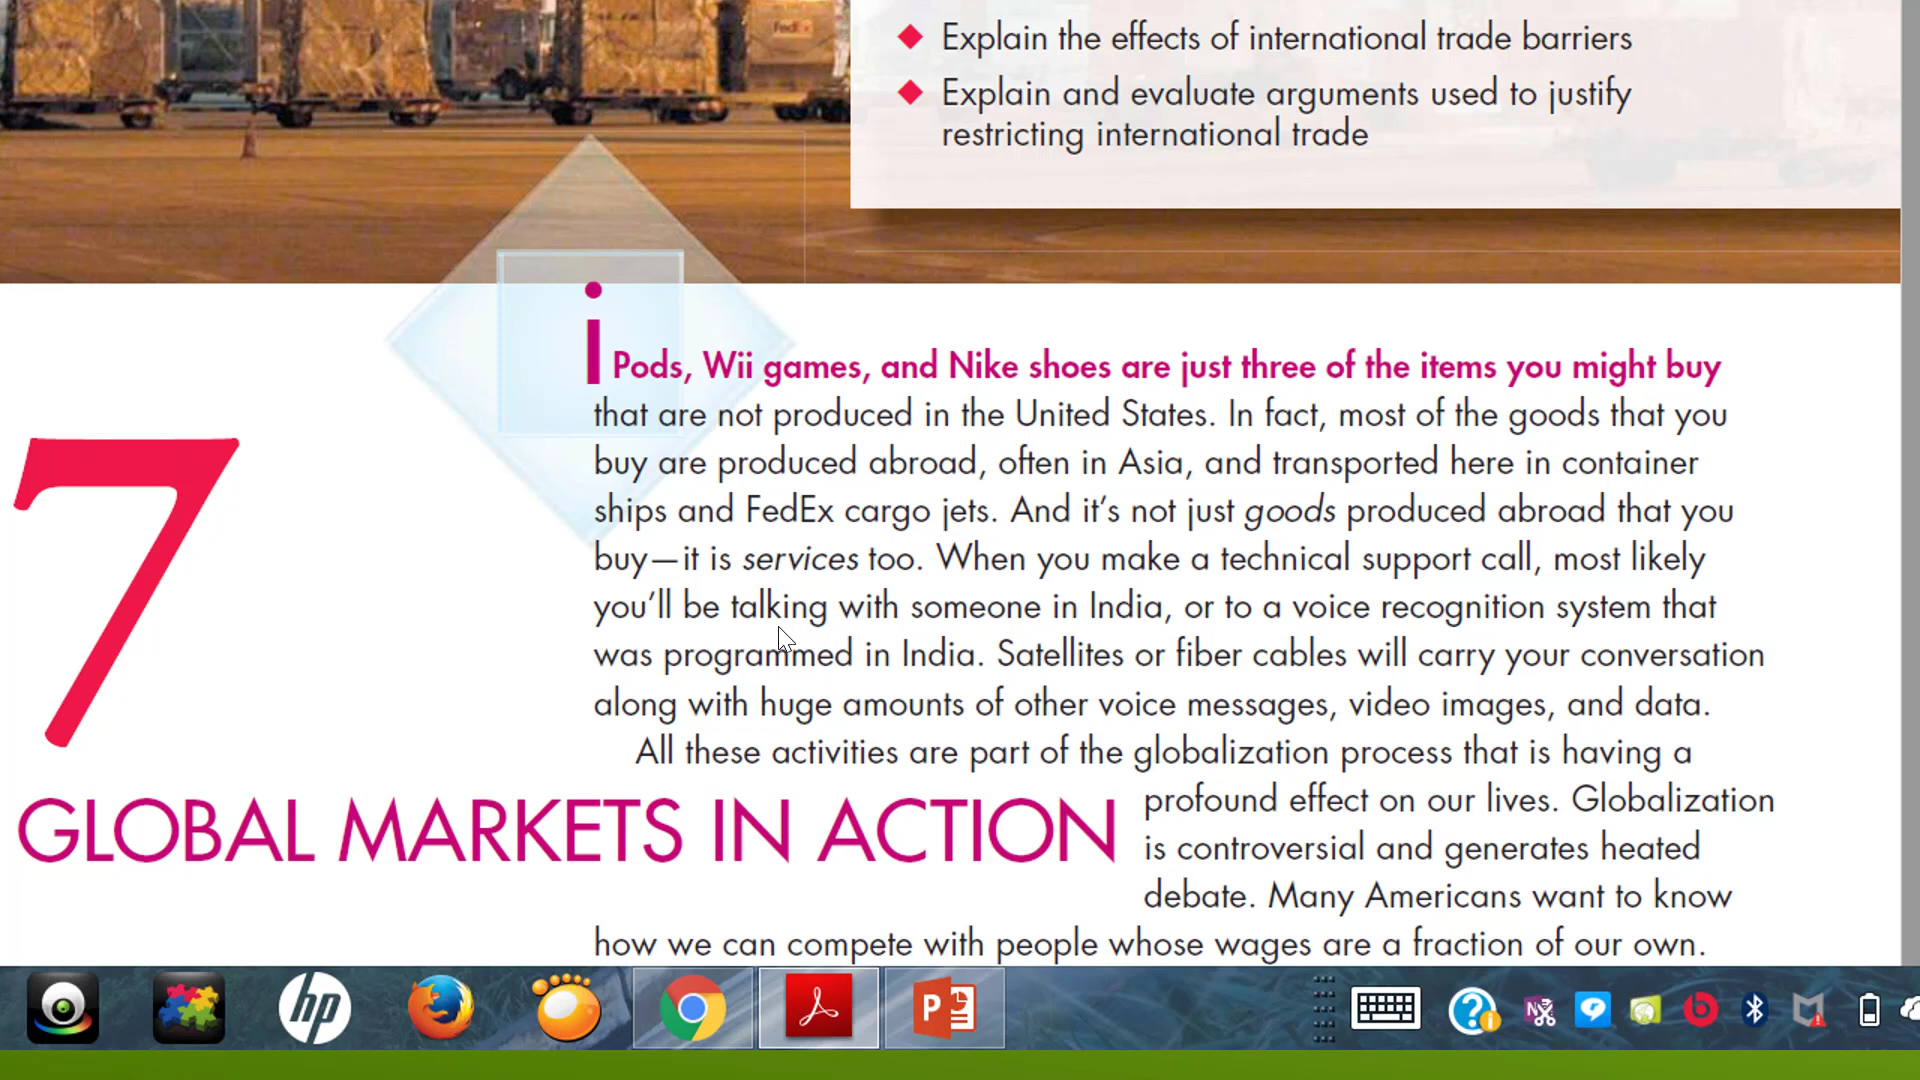 FedEx
Explain the effects of international trade barriers
Explain and evaluate arguments used to justify
restricting international trade
iPods, Wii games, and Nike shoes are just three of the items you might buy
that are not produced in the United States. In fact, most of the goods that you
buy are produced abroad, often in Asia, and transported here in container
ships and FedEx cargo jets. And it's not just goods produced abroad that you
buy—it is services too. When you make a technical support call, most likely
you'll be talking with someone in India, or to a voice recognition system that
was programmed in India. Satellites or fiber cables will carry your conversation
along with huge amounts of other voice messages, video images, and data.
All these activities are part of the globalization process that is having a
profound effect on our lives. Globalization
is controversial and generates heated
debate. Many Americans want to know
how we can compete with people whose wages are a fraction of our own.
7
GLOBAL MARKETS IN ACTION
hp
P
N